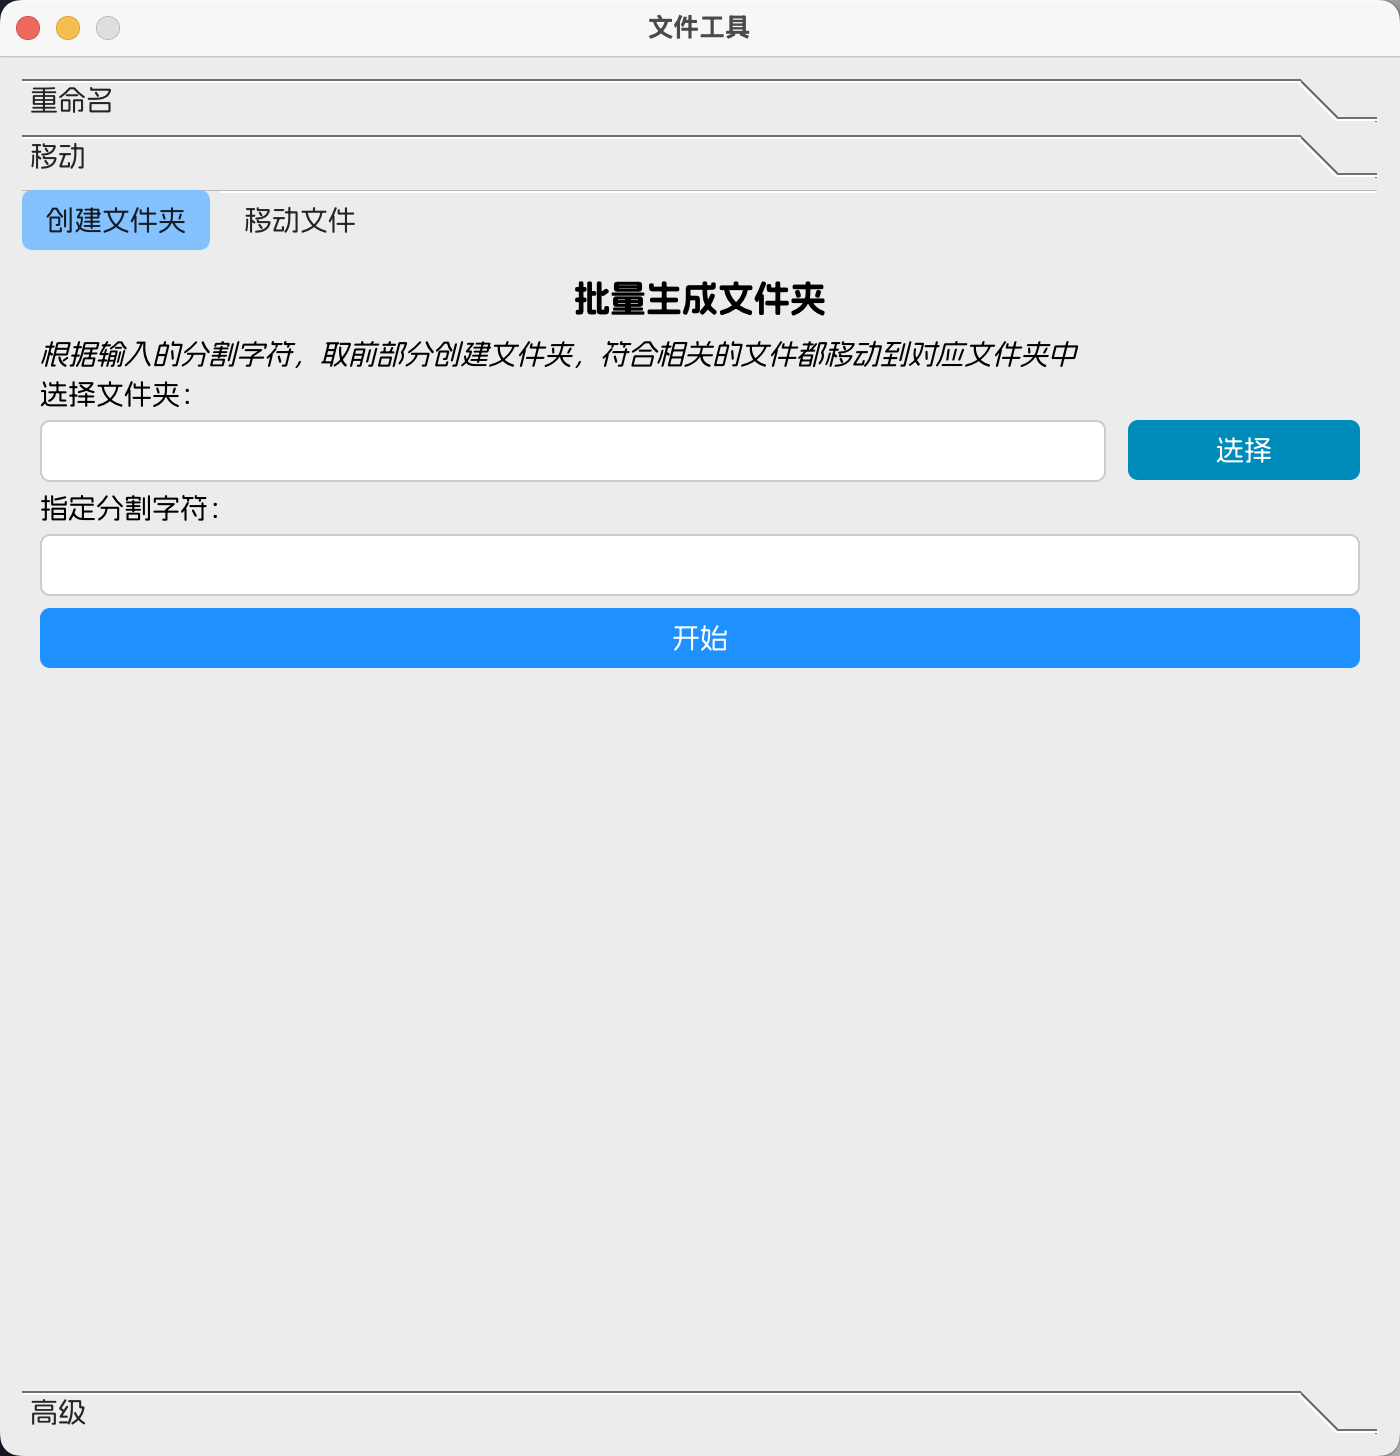 文件工具
重命名
移动
创建文件夹 移动文件
批量生成文件夹
根据输入的分割字符，取前部分创建文件夹，符合相关的文件都移动到对应文件夹中
选择文件夹：
选择
指定分割字符：
开始
高级